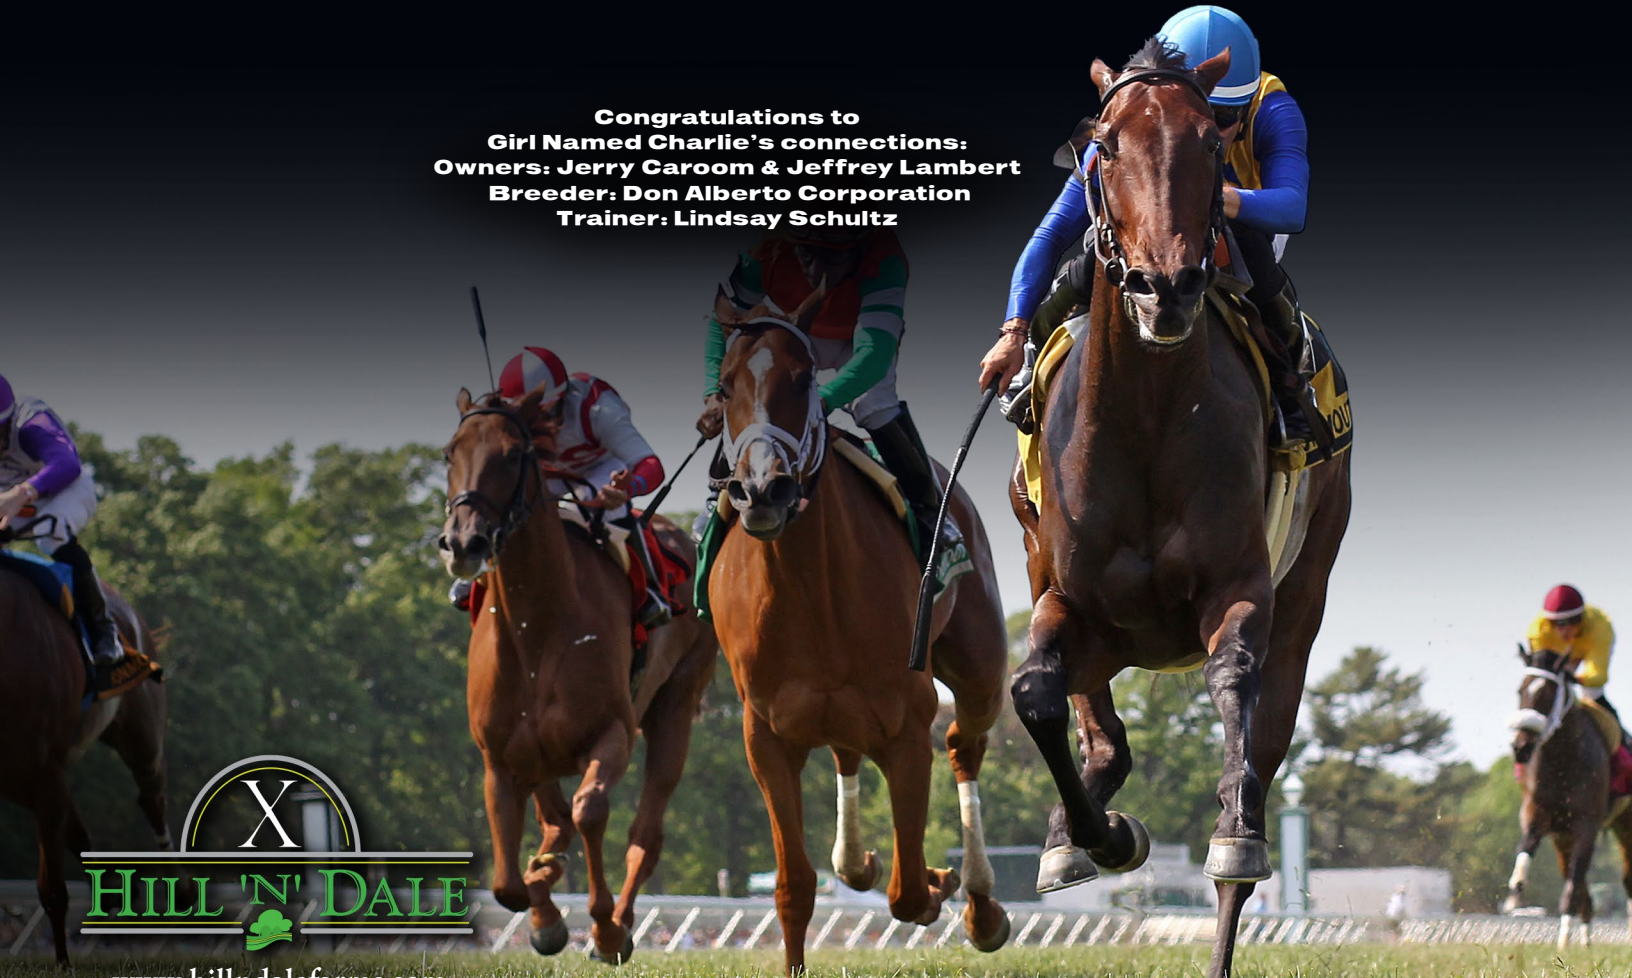 Congratulations to
Girl Named Charlie's connections:
Owners: Jerry Caroom & Jeffrey Lambert
Breeder: Don Alberto Corporation
Trainer: Lindsay Schultz
YOU
X
HILL 'N' DALE